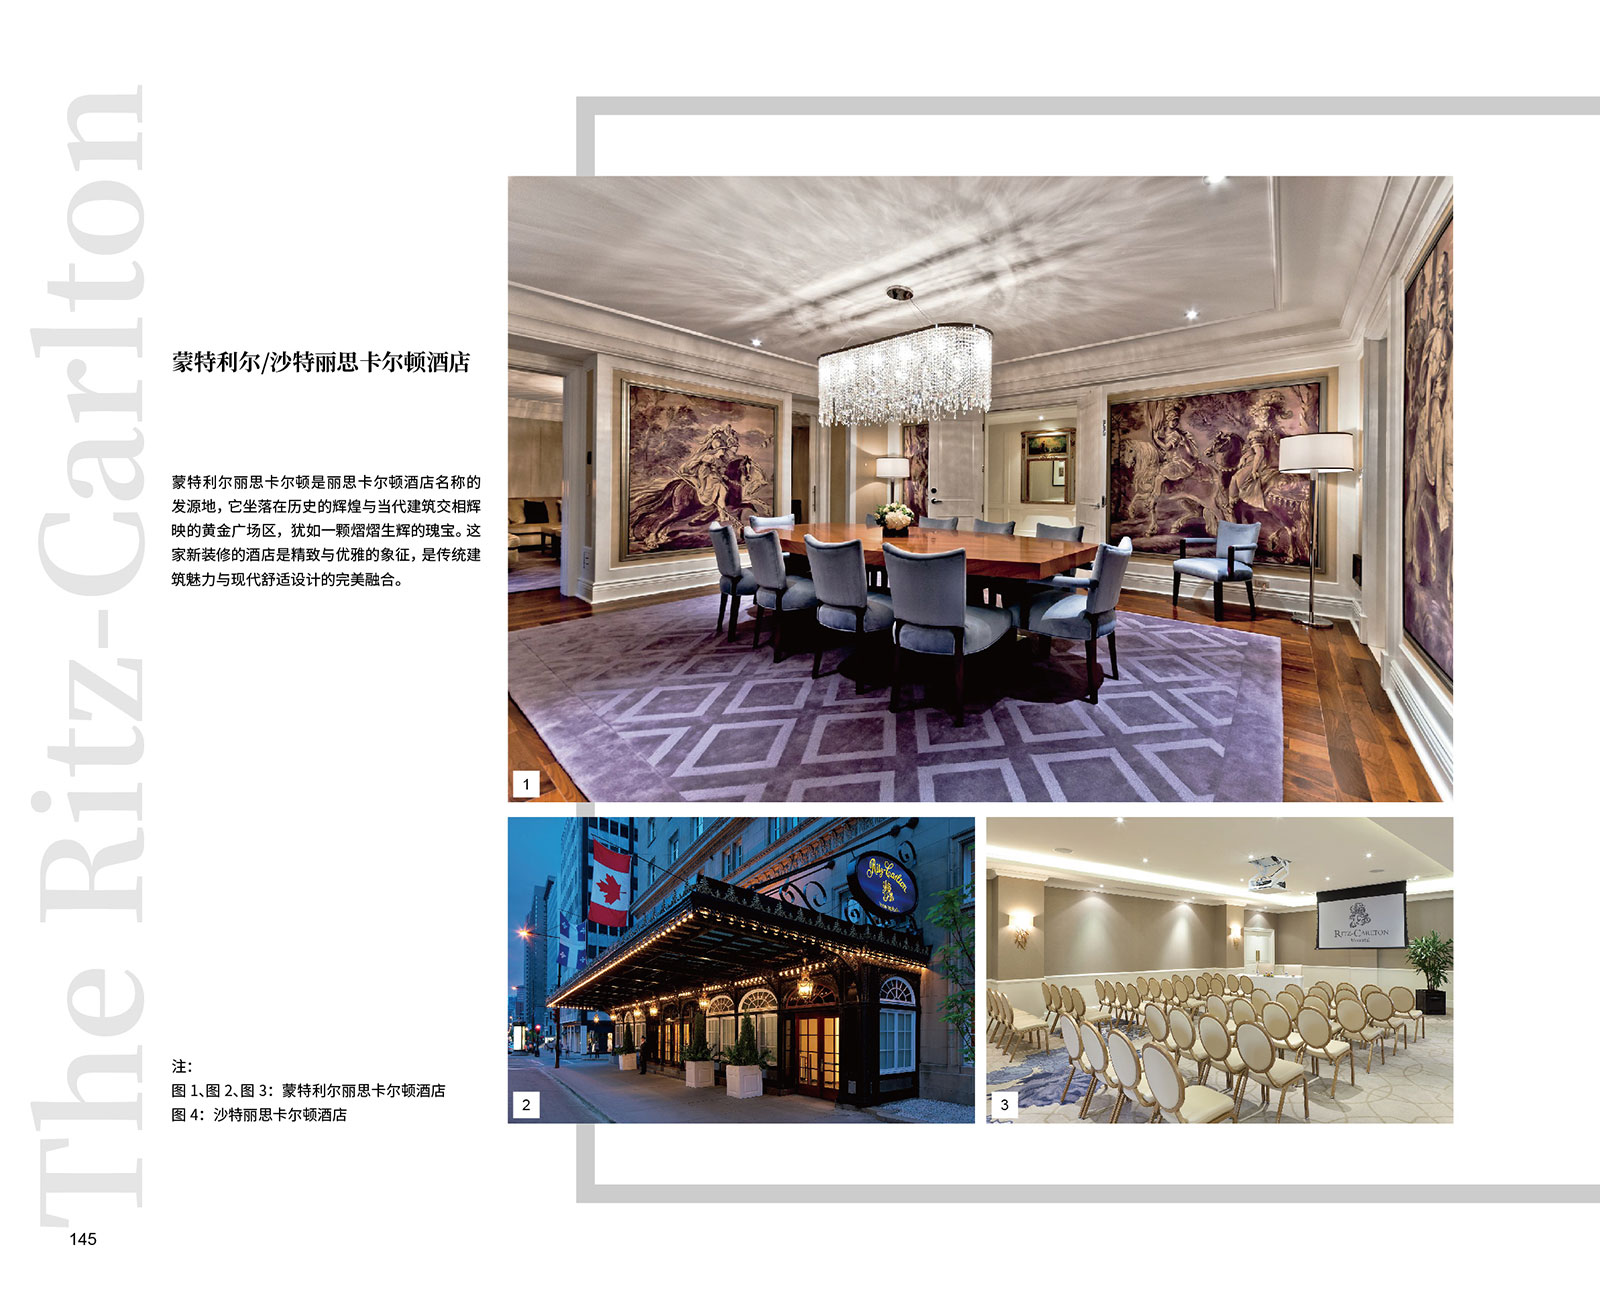 The Ritz-Carlton
蒙特利尔/沙特丽思卡尔顿酒店
蒙特利尔丽思卡尔顿是丽思卡尔顿酒店名称的
发源地，它坐落在历史的辉煌与当代建筑交相辉
映的黄金广场区，犹如一颗熠熠生辉的瑰宝。这
家新装修的酒店是精致与优雅的象征，是传统建
筑魅力与现代舒适设计的完美融合。
注：
图 1、图 2、图 3：蒙特利尔丽思卡尔顿酒店
图 4：沙特丽思卡尔顿酒店
145
1
2
Ritz-Carlton
3
RITZ-CARLTON